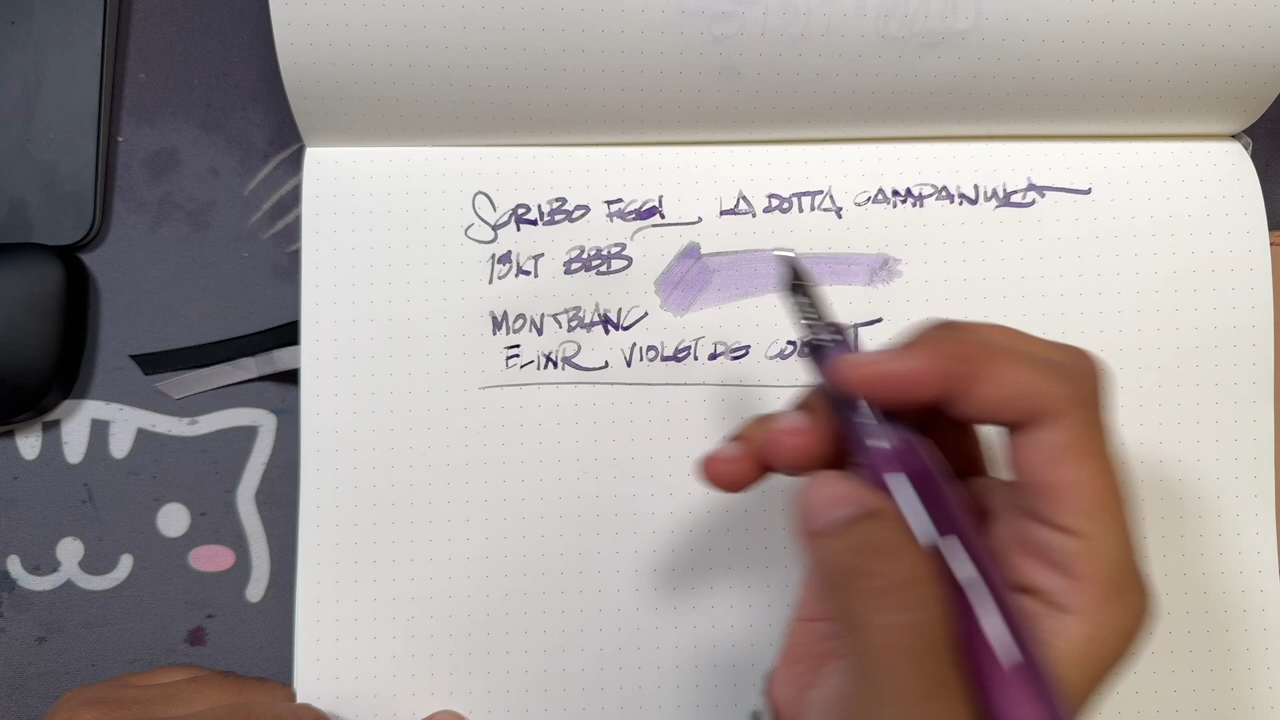 SCRIBO FEEL LA DOTTA CAMPANULA
18KT BBB
MONTBLANC
ELIXIR VIOLET DE